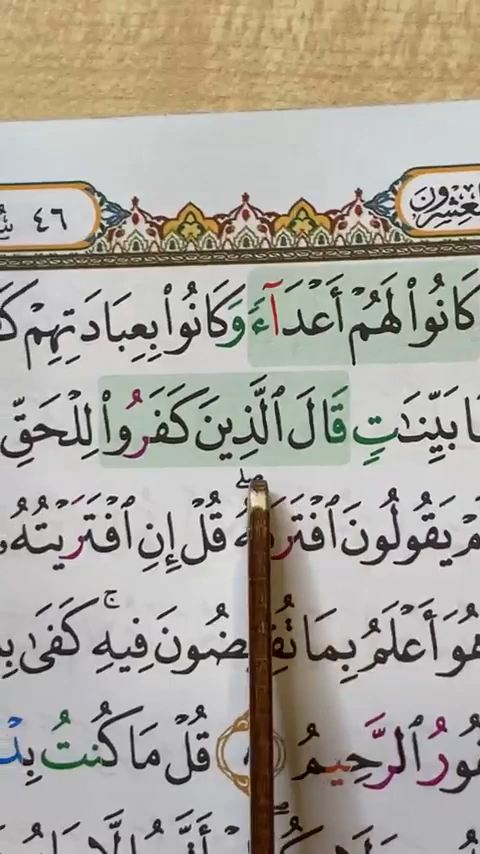 ٤٦
كَانُوا۟ لَهُمْ أَعْدَآءً وَكَانُوا۟ بِعِبَادَتِهِمْ
بَيِّنَـٰتٍ قَالَ ٱلَّذِينَ كَفَرُوا۟ لِلْحَقِّ
يَقُولُونَ ٱفْتَرَىٰهُ ۖ قُلْ إِنِ ٱفْتَرَيْتُهُۥ
هُوَ أَعْلَمُ بِمَا تُفِيضُونَ فِيهِ ۚ كَفَىٰ
ٱلرَّحِيمُ قُلْ مَا كُنتُ